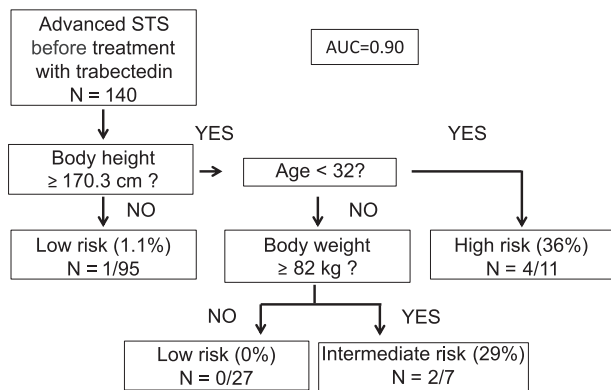 Advanced STS
before treatment
with trabectedin
N = 140
AUC=0.90
YES
YES
Body height
≥ 170.3 cm ?
Age < 32?
NO
NO
Low risk (1.1%)
N = 1/95
Body weight
≥ 82 kg ?
High risk (36%)
N = 4/11
NO
YES
Low risk (0%)
N = 0/27
Intermediate risk (29%)
N = 2/7